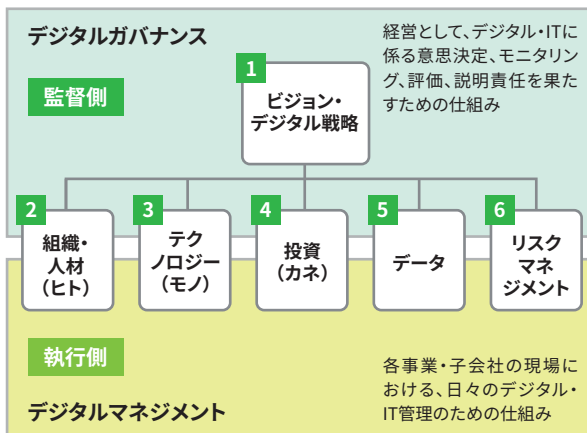 デジタルガバナンス
監督側
経営として、デジタル・ITに
係る意思決定、モニタリン
グ、評価、説明責任を果た
すための仕組み
1
ビジョン・
デジタル戦略
2
組織・
人材
（ヒト）
3
テク
ノロジー
（モノ）
4
投資
（カネ）
5
データ
6
リスク
マネ
ジメント
執行側
デジタルマネジメント
各事業・子会社の現場に
おける、日々のデジタル・
IT管理のための仕組み